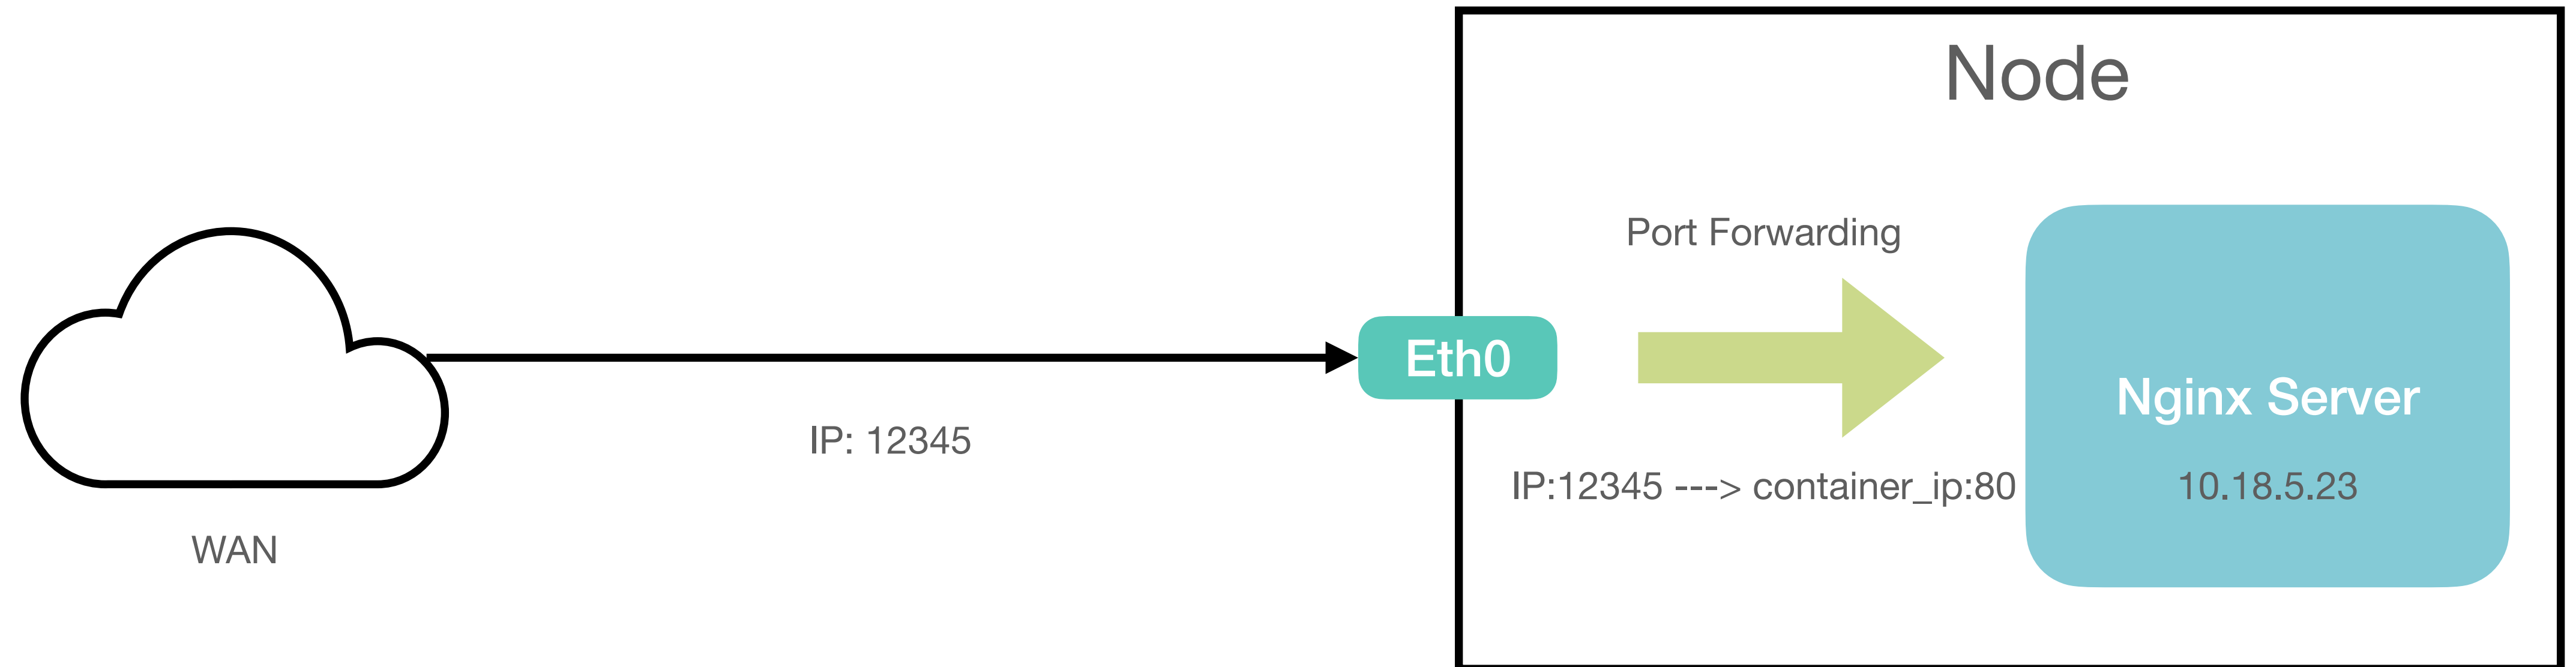 Node
Port Forwarding
Eth0
Nginx Server
IP: 12345
IP:12345 ---> container_ip:80
10.18.5.23
WAN